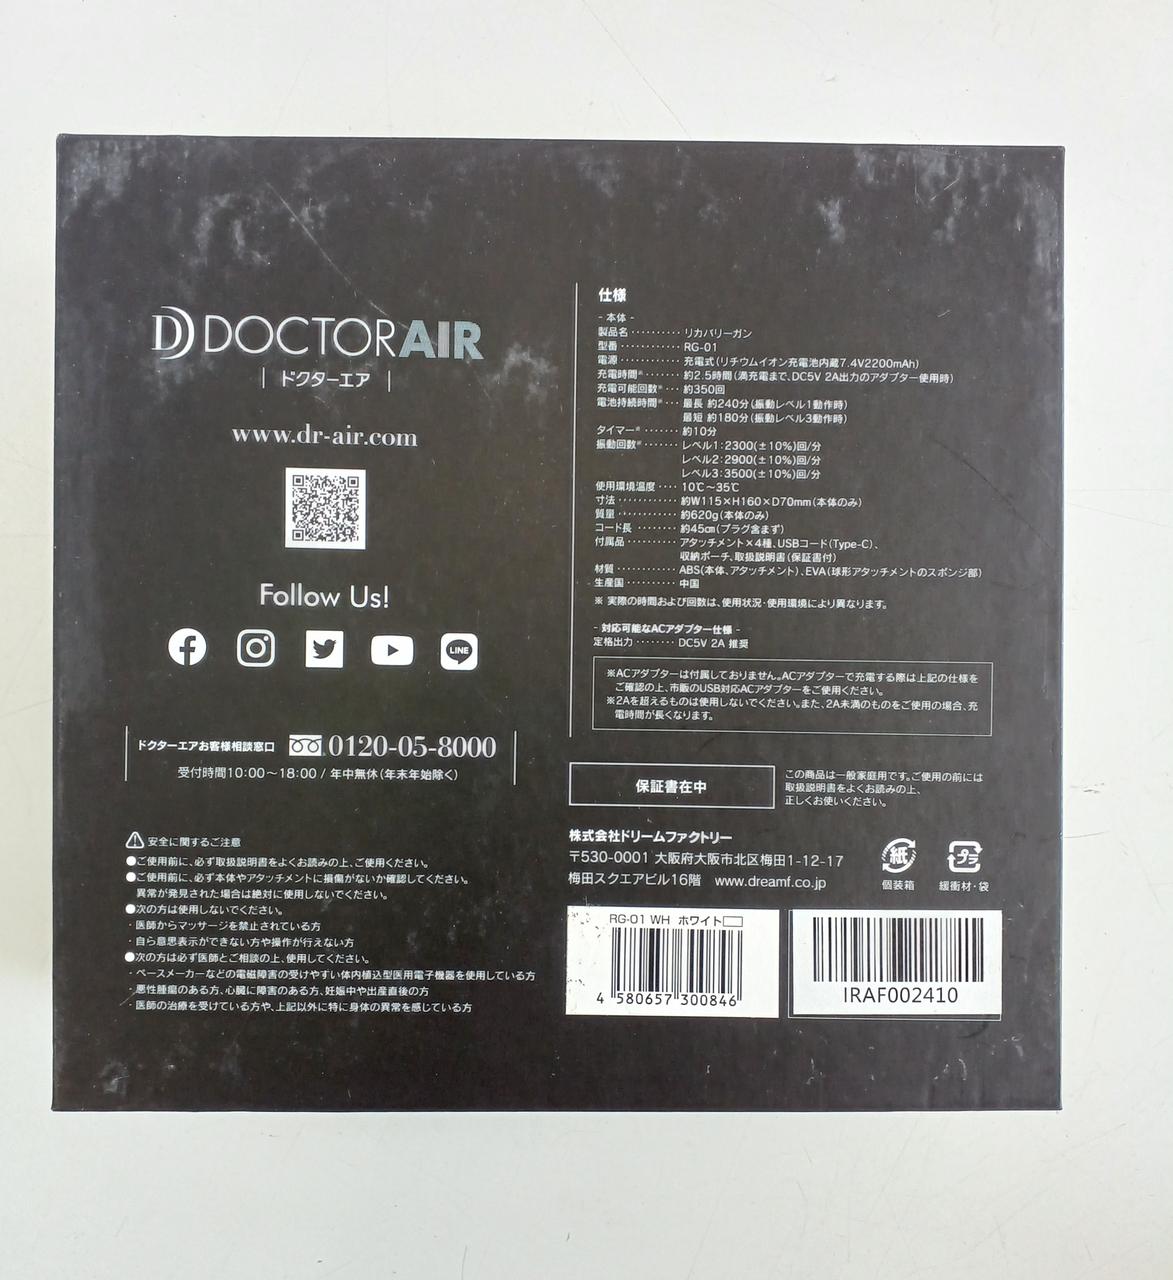 DOCTORAIR
ドクターエア
www.dr-air.com
Follow Us!
LINE
ドクターエアお客様相談窓口 0120-05-8000
受付時間10:00〜18:00 / 年中無休(年末年始除く)
安全に関するご注意
●ご使用前に、必ず取扱説明書をよくお読みの上、ご使用ください。
●ご使用前に、必ず本体やアタッチメントに損傷がないか確認してください。
異常が発見された場合は絶対に使用しないでください。
●次の方は使用しないでください。
・医師からマッサージを禁止されている方
・自ら意思表示ができない方や操作が行えない方
●次の方は必ず医師とご相談の上、使用してください。
・ペースメーカーなどの電磁障害の受けやすい体内植込型医用電子機器を使用している方
・悪性腫瘍のある方、心臓に障害のある方、妊娠中や出産直後の方
・医師の治療を受けている方や、上記以外に特に身体の異常を感じている方
仕様
- 本体 -
製品名 ·········· リカバリーガン
型番 ············ RG-01
電源 ············ 充電式(リチウムイオン充電池内蔵7.4V2200mAh)
充電時間※ ······ 約2.5時間(満充電まで、DC5V 2A出力のアダプター使用時)
充電可能回数※ ··· 約350回
電池持続時間※ ··· 最長 約240分(振動レベル1動作時)
最短 約180分(振動レベル3動作時)
タイマー※ ······· 約10分
振動回数※ ······· レベル1:2300(±10%)回/分
レベル2:2900(±10%)回/分
レベル3:3500(±10%)回/分
使用環境温度 ···· 10℃〜35℃
寸法 ············ 約W115×H160×D70mm(本体のみ)
質量 ············ 約620g(本体のみ)
コード長 ········ 約45cm(プラグ含まず)
付属品 ·········· アタッチメント×4種、USBコード(Type-C)、
収納ポーチ、取扱説明書(保証書付)
材質 ············ ABS(本体、アタッチメント)、EVA(球形アタッチメントのスポンジ部)
生産国 ·········· 中国
※ 実際の時間および回数は、使用状況・使用環境により異なります。
- 対応可能なACアダプター仕様 -
定格出力 ········ DC5V 2A 推奨
※ACアダプターは付属しておりません。ACアダプターで充電する際は上記の仕様を
ご確認の上、市販のUSB対応ACアダプターをご使用ください。
※2Aを超えるものは使用しないでください。また、2A未満のものをご使用の場合、充
電時間が長くなります。
保証書在中
この商品は一般家庭用です。ご使用の前には
取扱説明書をよくお読みの上、
正しくお使いください。
株式会社ドリームファクトリー
〒530-0001 大阪府大阪市北区梅田1-12-17
梅田スクエアビル16階 www.dreamf.co.jp
紙
個装箱
プラ
緩衝材・袋
RG-01 WH ホワイト
4 580657 300846
IRAF002410